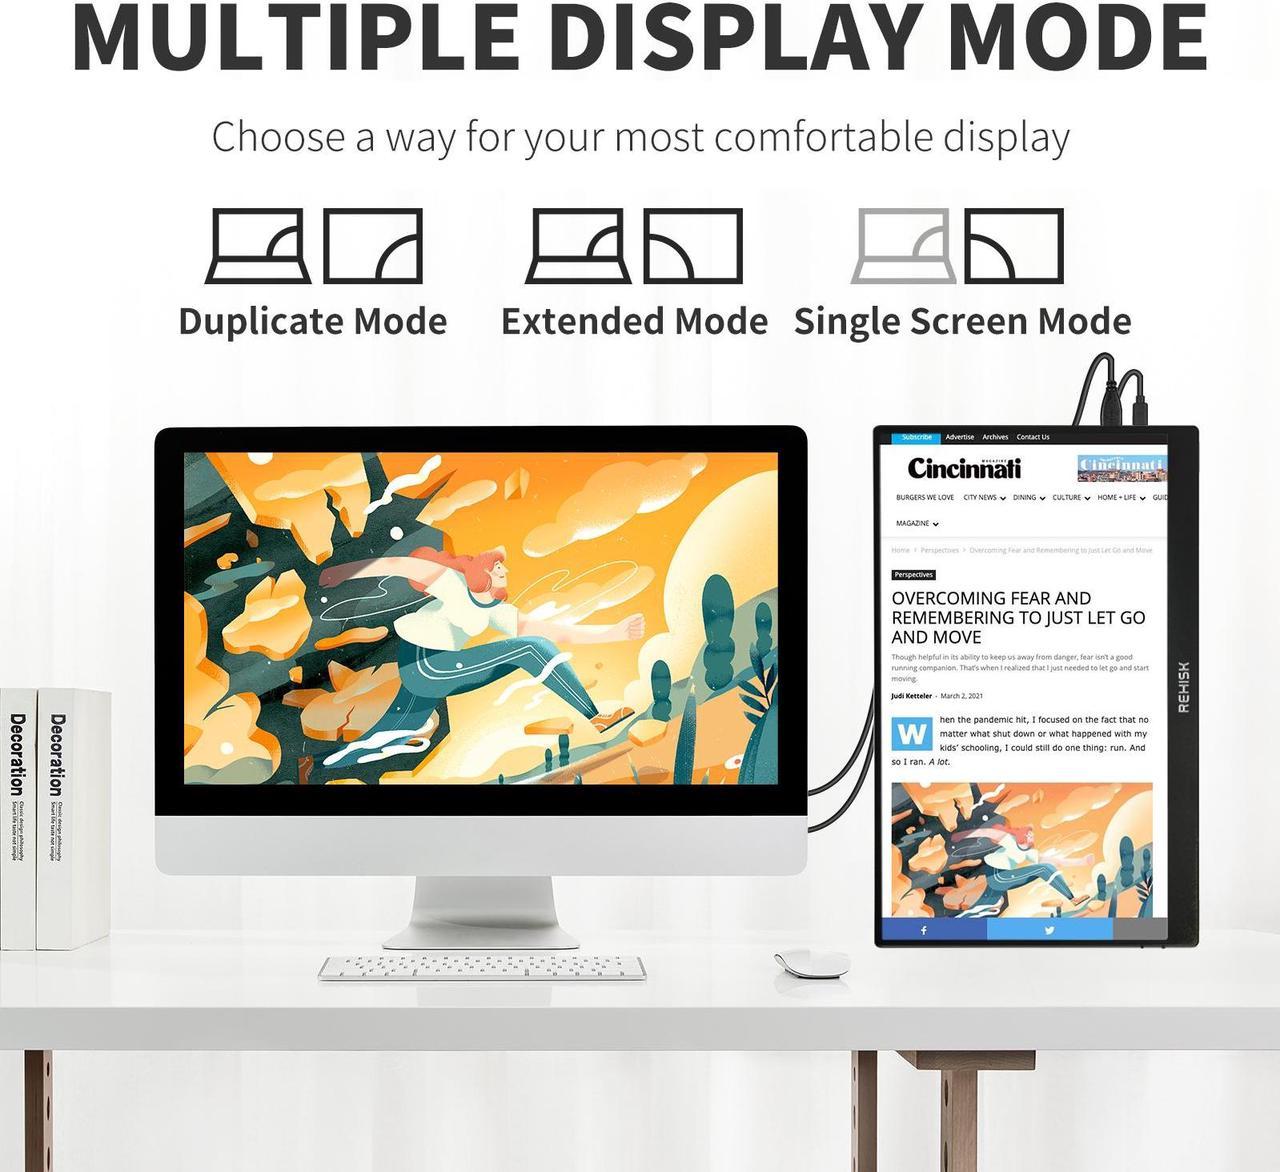 MULTIPLE DISPLAY MODE
Choose a way for your most comfortable display
Duplicate Mode
Extended Mode
Single Screen Mode
Subscribe
Advertise
Archives
Contact Us
MAGAZINE
Cincinnati
Cincinnati
BURGERS WE LOVE
CITY NEWS
DINING
CULTURE
HOME + LIFE
GUID
MAGAZINE
Home > Perspectives > Overcoming Fear and Remembering to Just Let Go and Move
Perspectives
OVERCOMING FEAR AND
REMEMBERING TO JUST LET GO
AND MOVE
Though helpful in its ability to keep us away from danger, fear isn't a good
running companion. That's when I realized that I just needed to let go and start
moving.
Judi Ketteler - March 2, 2021
When the pandemic hit, I focused on the fact that no
matter what shut down or what happened with my
kids' schooling, I could still do one thing: run. And
so I ran. A lot.
REHISK
Decoration
Classic design philosophy
Smart life taste not simple
Decoration
Classic design philosophy
Smart life taste not simple